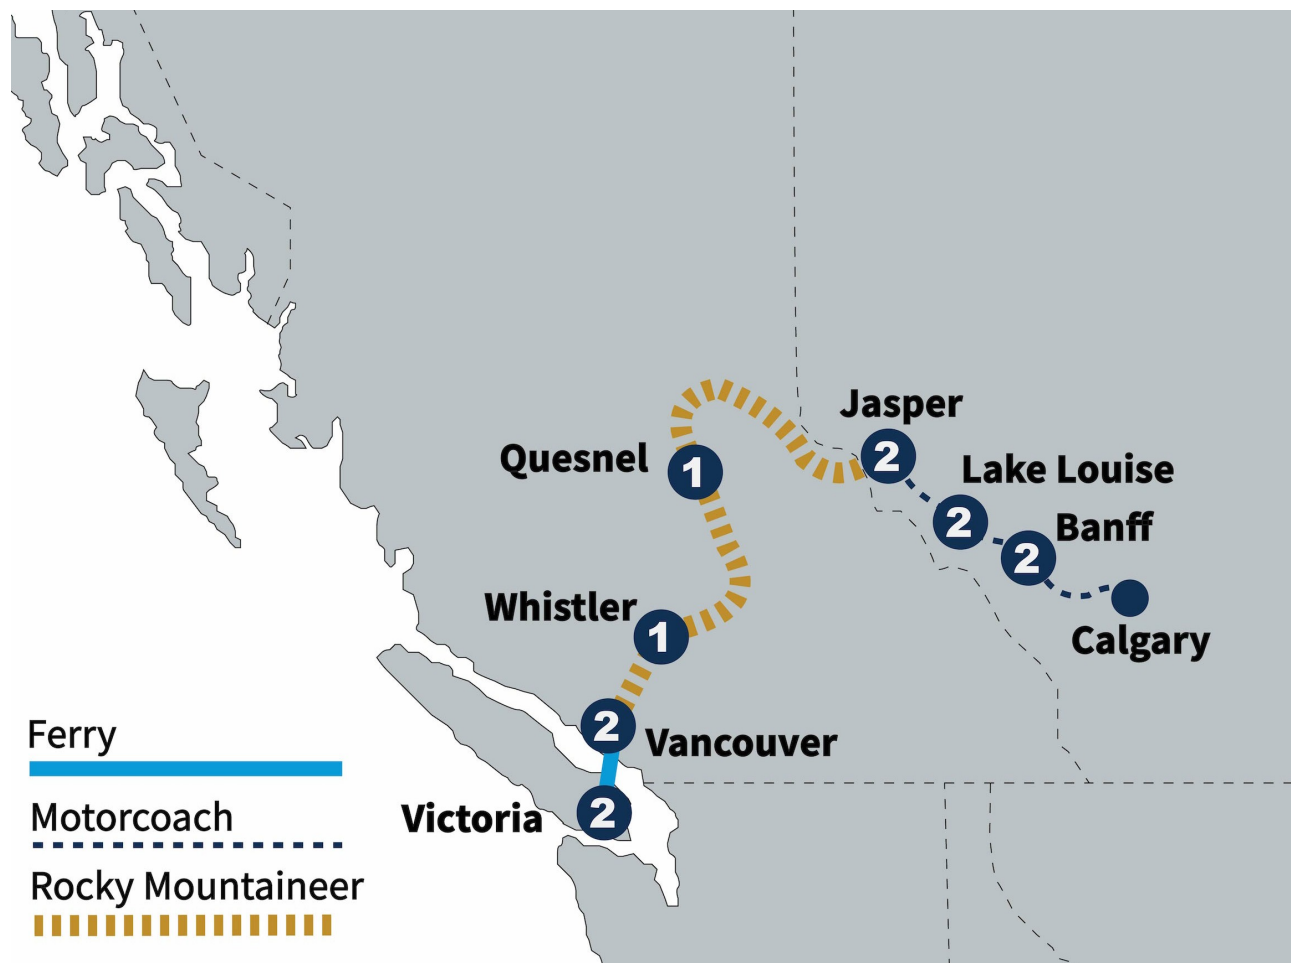 Jasper
2
Quesnel
1
Lake Louise
2
Banff
2
Whistler
1
Calgary
2
Vancouver
Victoria
2
Ferry
Motorcoach
Rocky Mountaineer